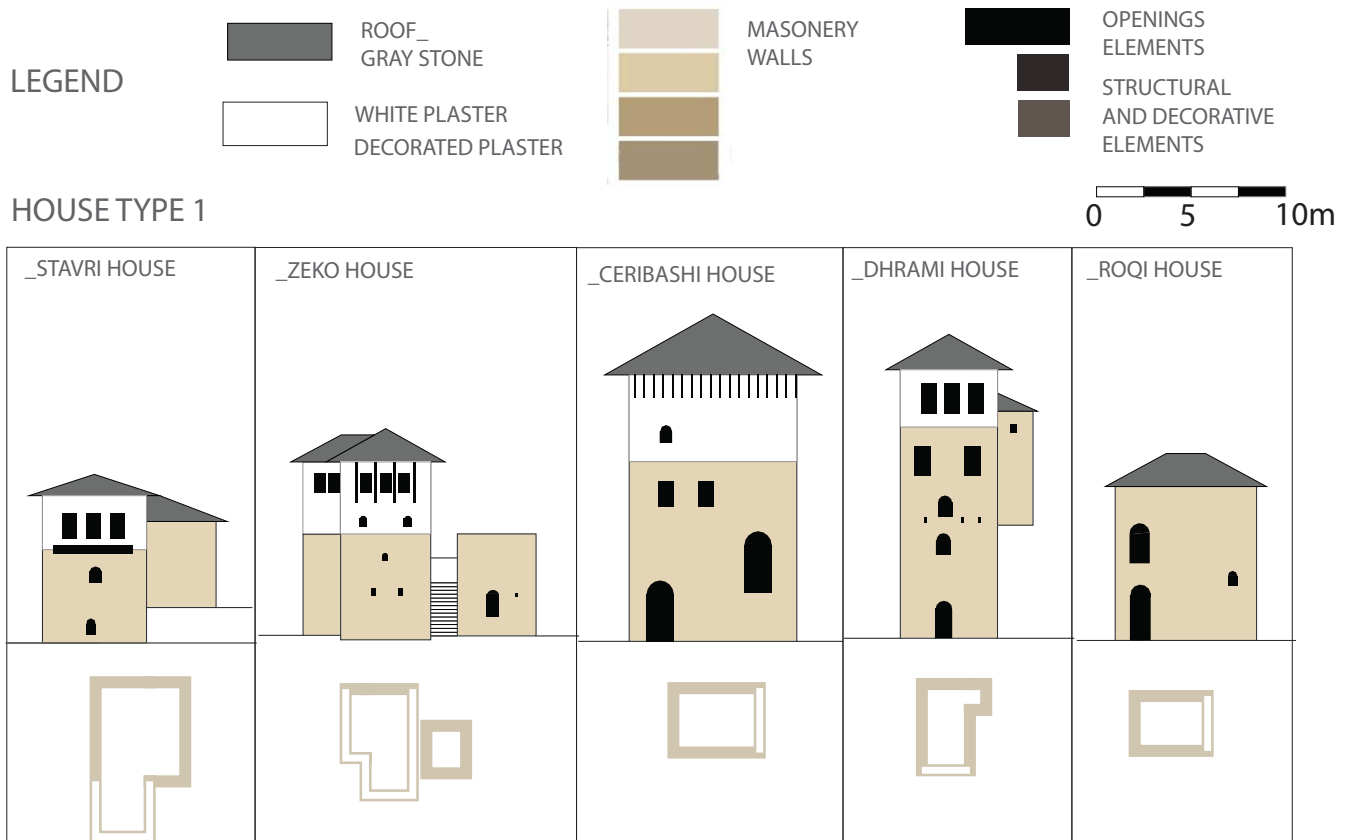 LEGEND
ROOF_
GRAY STONE
WHITE PLASTER
DECORATED PLASTER
MASONERY
WALLS
OPENINGS
ELEMENTS
STRUCTURAL
AND DECORATIVE
ELEMENTS
HOUSE TYPE 1
0 5 10m
_STAVRI HOUSE
_ZEKO HOUSE
_CERIBASHI HOUSE
_DHRAMI HOUSE
_ROQI HOUSE